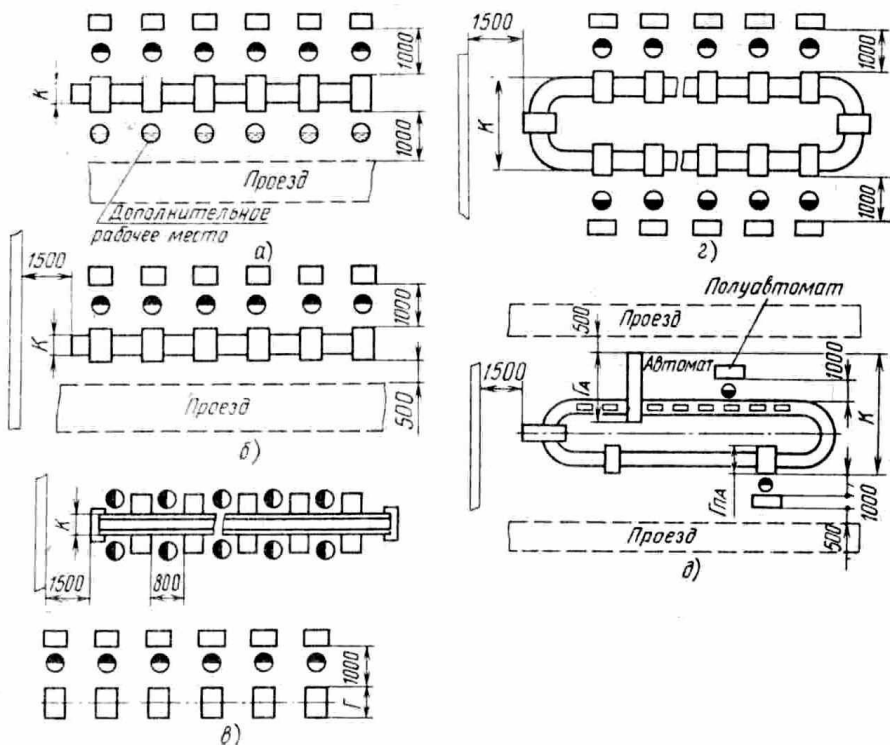 К
1000
1000
Проезд
Дополнительное
рабочее место
а)
1500
К
1000
1000
г)
1500
К
1000
500
Проезд
б)
Полуавтомат
500
Проезд
1500
Автомат
ГА
1000
К
ГПА
1000
500
Проезд
д)
К
1500
800
1000
Г
в)